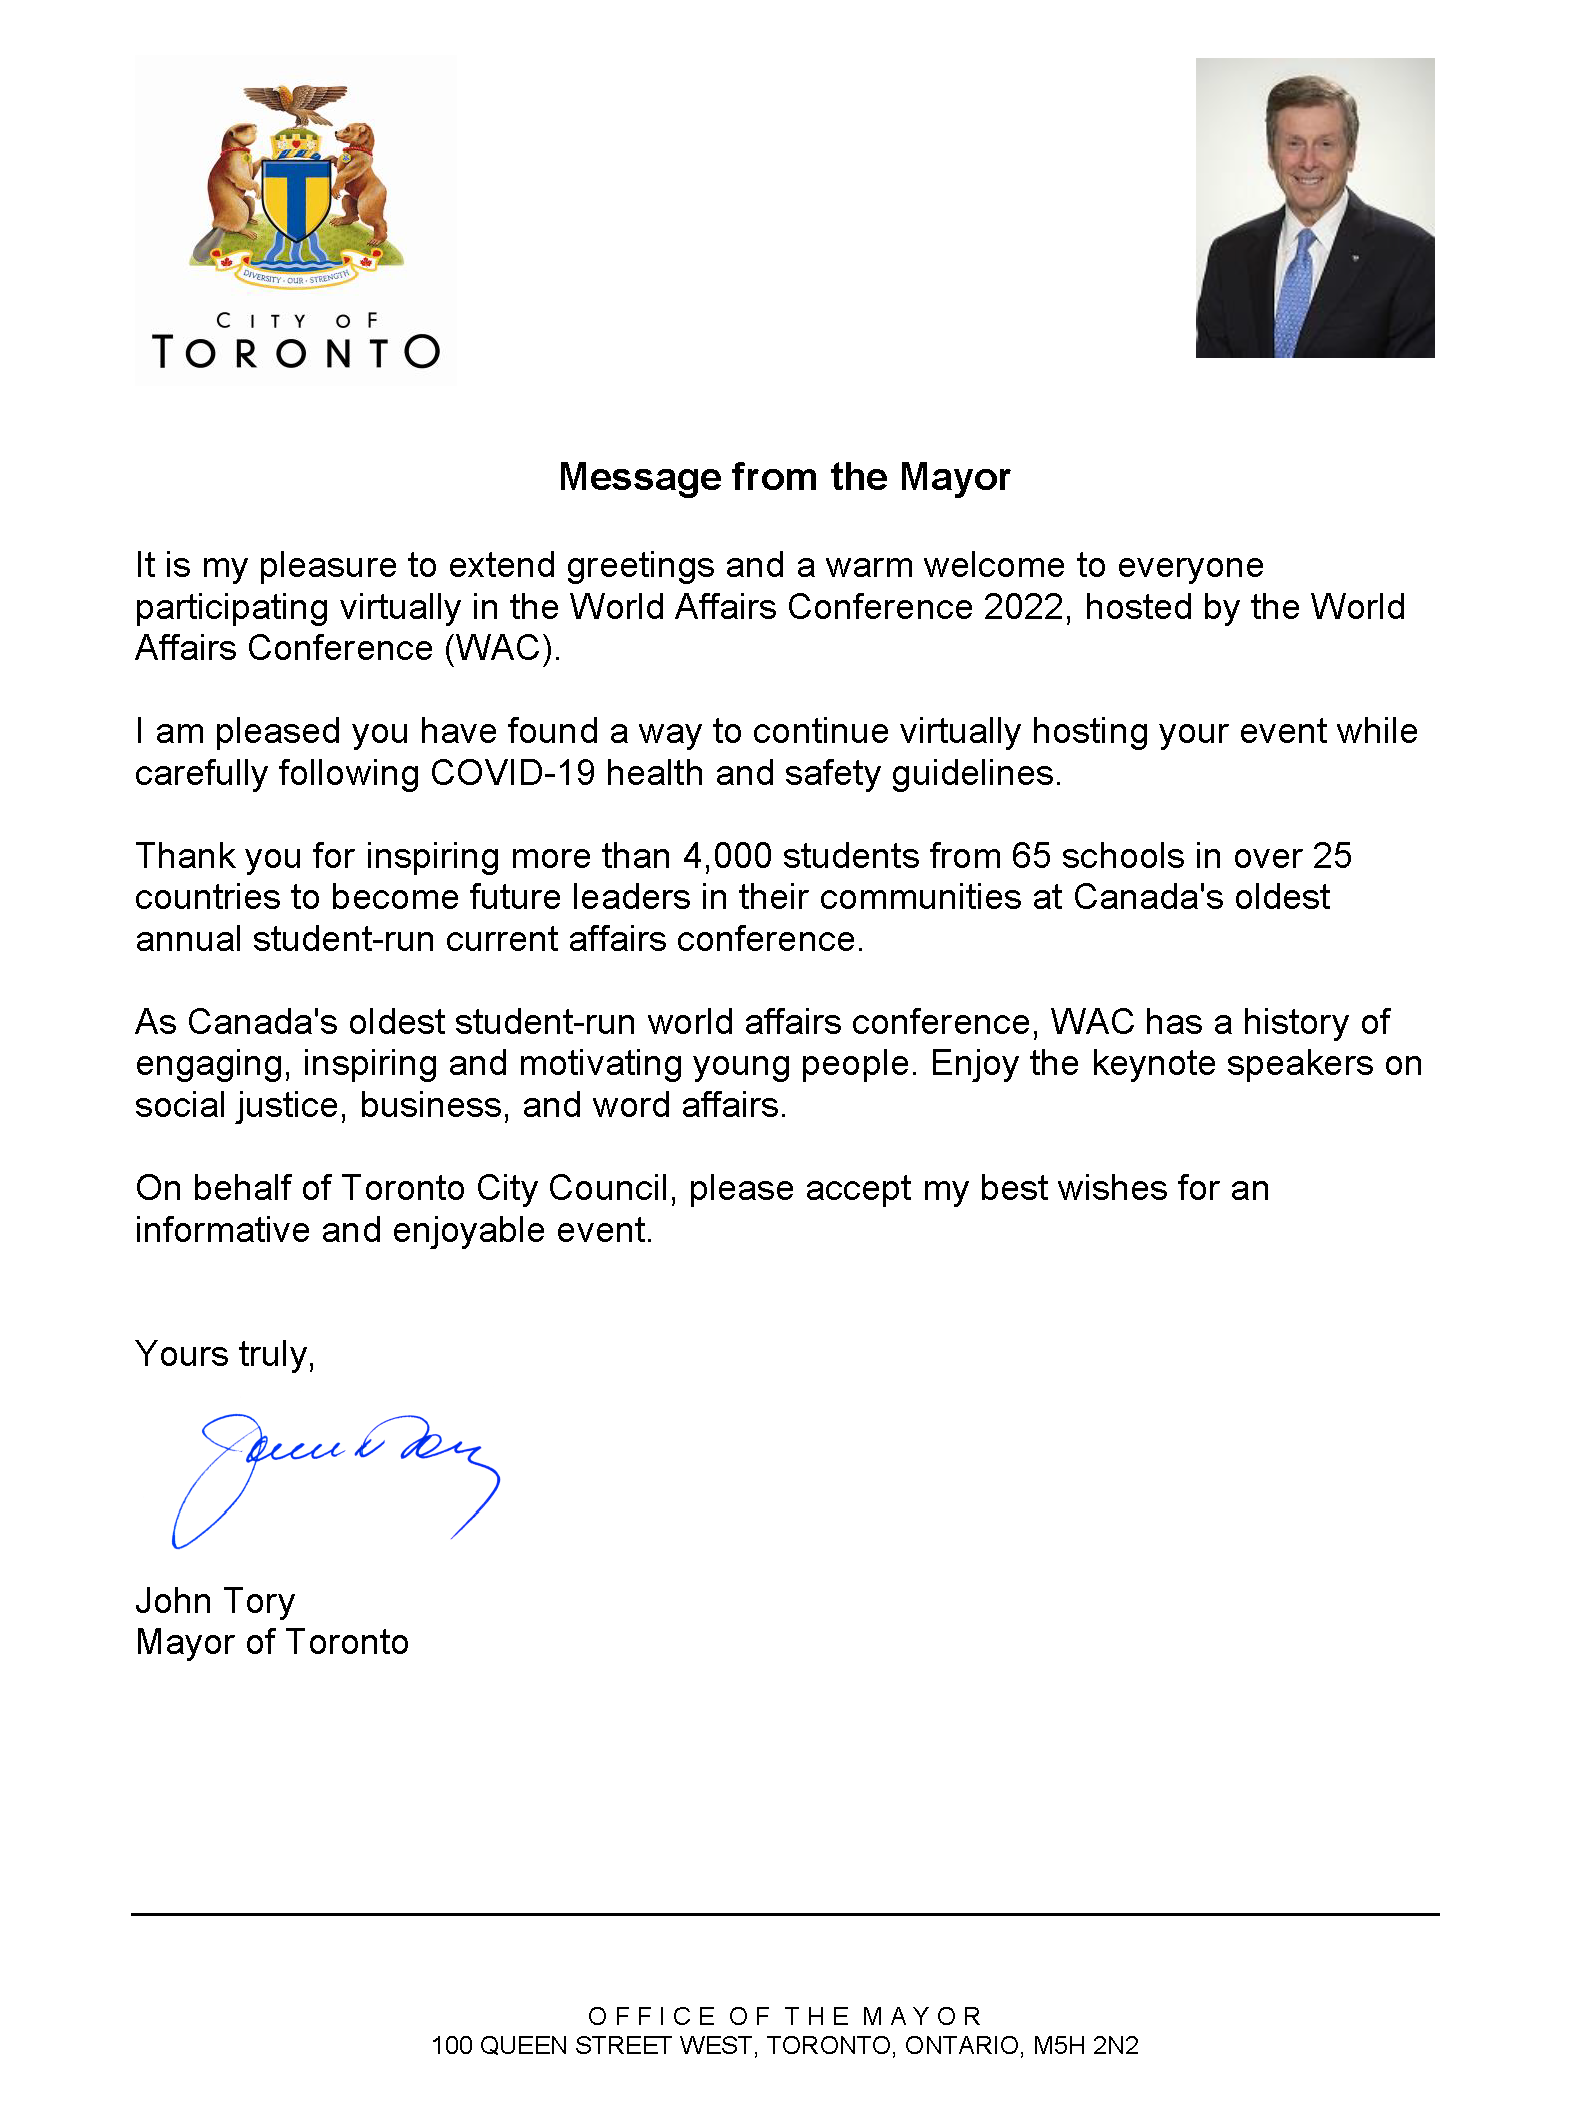 DIVERSITY · OUR · STRENGTH
CITY OF
TORONTO
Message from the Mayor
It is my pleasure to extend greetings and a warm welcome to everyone
participating virtually in the World Affairs Conference 2022, hosted by the World
Affairs Conference (WAC).
I am pleased you have found a way to continue virtually hosting your event while
carefully following COVID-19 health and safety guidelines.
Thank you for inspiring more than 4,000 students from 65 schools in over 25
countries to become future leaders in their communities at Canada's oldest
annual student-run current affairs conference.
As Canada's oldest student-run world affairs conference, WAC has a history of
engaging, inspiring and motivating young people. Enjoy the keynote speakers on
social justice, business, and word affairs.
On behalf of Toronto City Council, please accept my best wishes for an
informative and enjoyable event.
Yours truly,
John Tory
John Tory
Mayor of Toronto
OFFICE OF THE MAYOR
100 QUEEN STREET WEST, TORONTO, ONTARIO, M5H 2N2